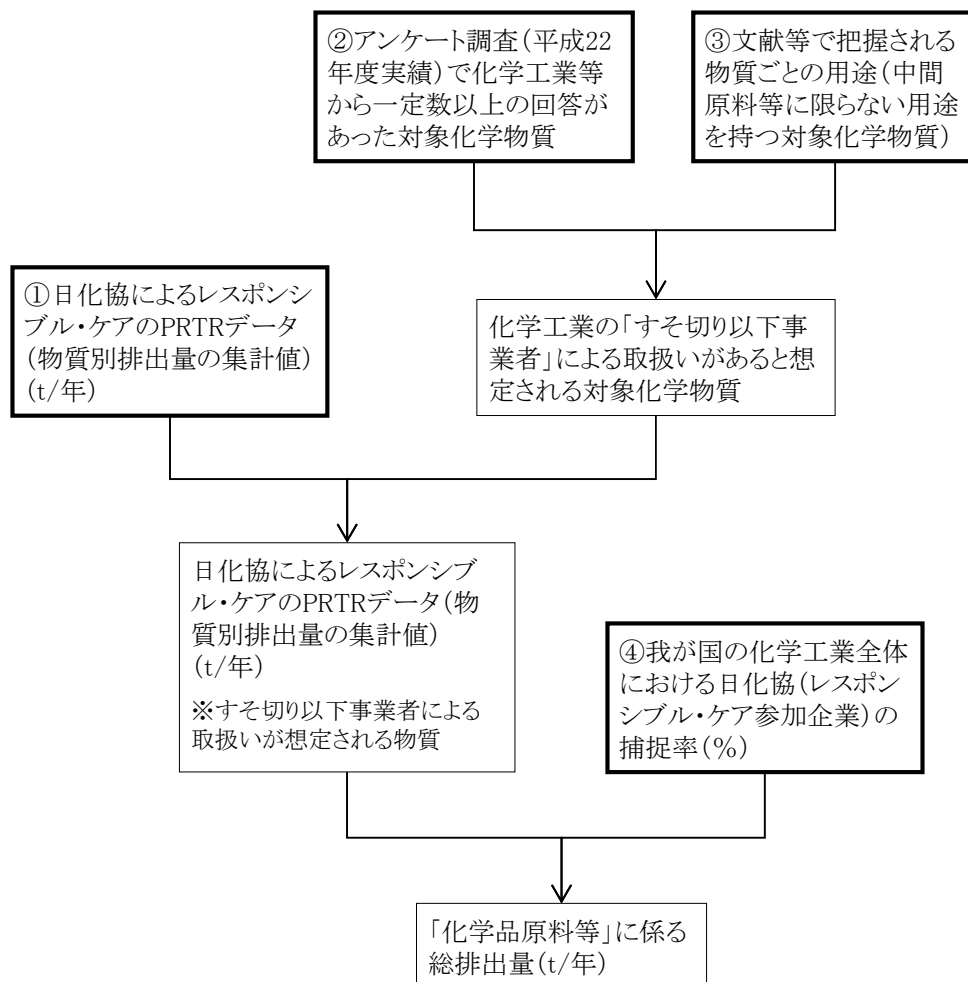 ②アンケート調査(平成22
年度実績)で化学工業等
から一定数以上の回答が
あった対象化学物質
③文献等で把握される
物質ごとの用途(中間
原料等に限らない用途
を持つ対象化学物質)
①日化協によるレスポンシ
ブル・ケアのPRTRデータ
(物質別排出量の集計値)
(t/年)
化学工業の「すそ切り以下事
業者」による取扱いがあると想
定される対象化学物質
日化協によるレスポンシブ
ル・ケアのPRTRデータ(物
質別排出量の集計値)
(t/年)
※すそ切り以下事業者による
取扱いが想定される物質
④我が国の化学工業全体
における日化協(レスポン
シブル・ケア参加企業)の
捕捉率(%)
「化学品原料等」に係る
総排出量(t/年)